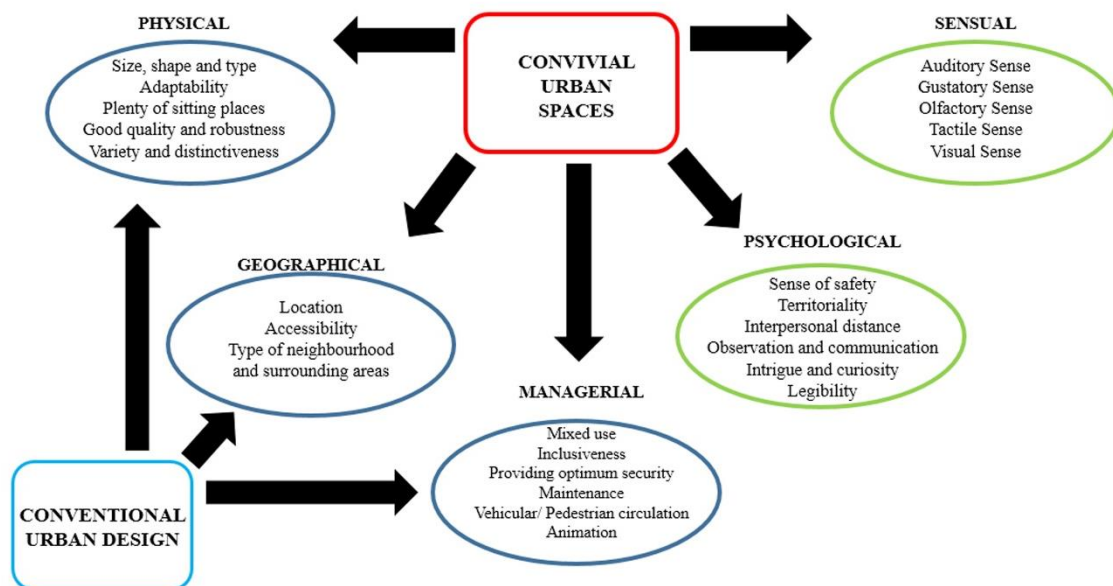 PHYSICAL
Size, shape and type
Adaptability
Plenty of sitting places
Good quality and robustness
Variety and distinctiveness
CONVIVIAL
URBAN
SPACES
SENSUAL
Auditory Sense
Gustatory Sense
Olfactory Sense
Tactile Sense
Visual Sense
GEOGRAPHICAL
Location
Accessibility
Type of neighbourhood
and surrounding areas
PSYCHOLOGICAL
Sense of safety
Territoriality
Interpersonal distance
Observation and communication
Intrigue and curiosity
Legibility
MANAGERIAL
Mixed use
Inclusiveness
Providing optimum security
Maintenance
Vehicular/ Pedestrian circulation
Animation
CONVENTIONAL
URBAN DESIGN